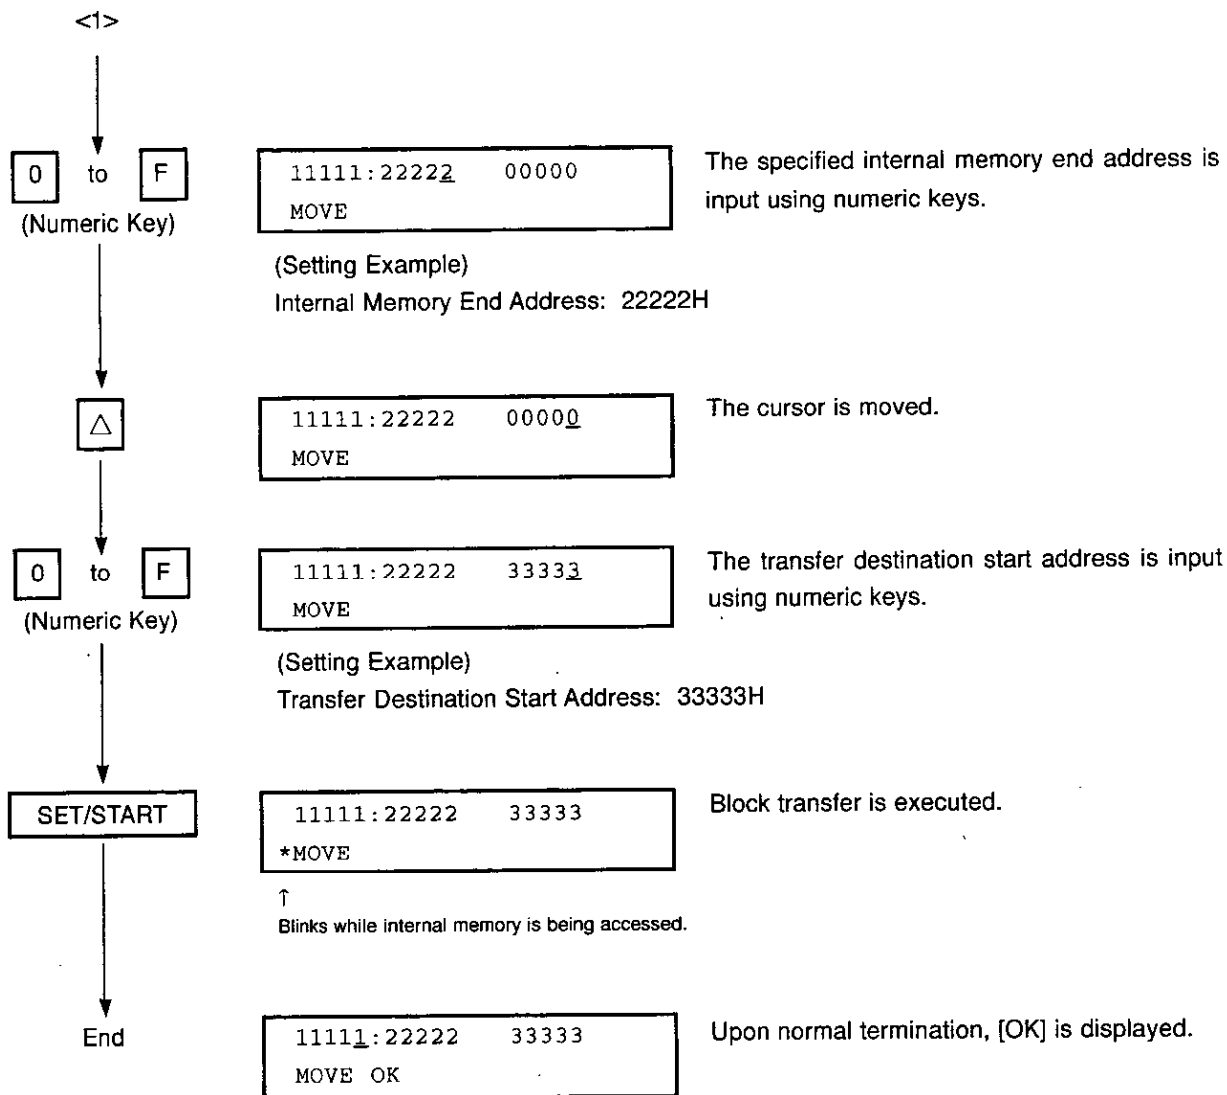 <1>
0 to F
(Numeric Key)
11111:22222 00000
MOVE
The specified internal memory end address is
input using numeric keys.
(Setting Example)
Internal Memory End Address: 22222H
△
11111:22222 00000
MOVE
The cursor is moved.
0 to F
(Numeric Key)
11111:22222 33333
MOVE
The transfer destination start address is input
using numeric keys.
(Setting Example)
Transfer Destination Start Address: 33333H
SET/START
11111:22222 33333
*MOVE
Block transfer is executed.
↑
Blinks while internal memory is being accessed.
End
11111:22222 33333
MOVE OK
Upon normal termination, [OK] is displayed.